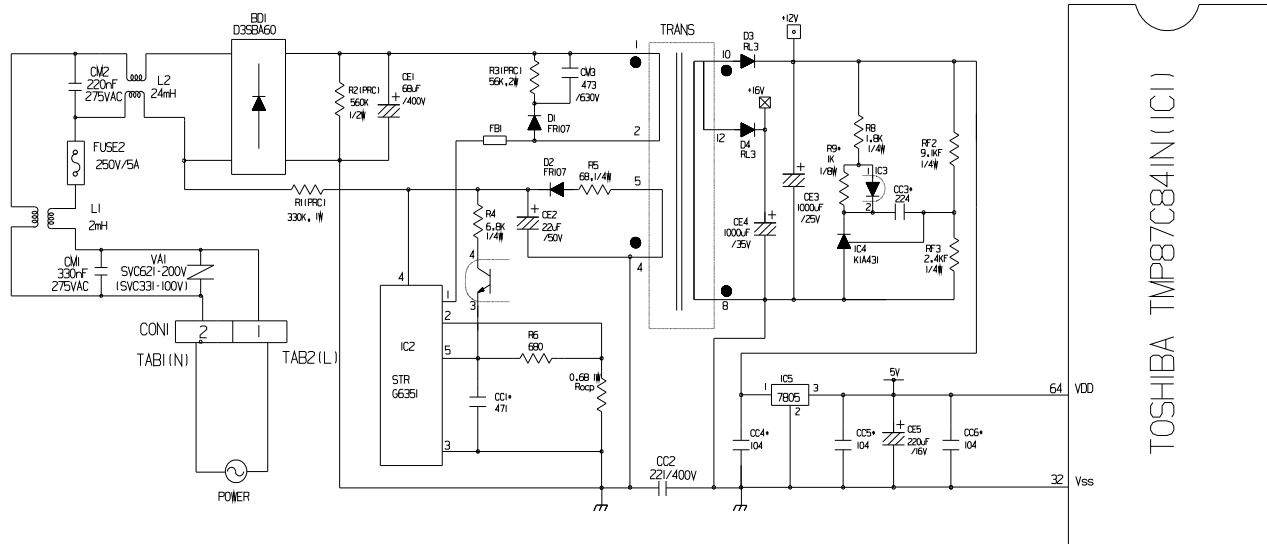 BD1
D3SBA60
TRANS
+12V
D3
RL3
1
10
CM2
220nF
275VAC
L2
24mH
R2(PRC)
560K
1/2W
CE1
68uF
/400V
R3(PRC)
56K,2W
CM3
473
/630V
+16V
D1
FR107
FB1
2
12
D4
RL3
R8
1.8K
1/4W
RF2
9.1KF
1/4W
FUSE2
250V/5A
R9*
1K
1/8W
1
IC3
2
D2
FR107
R5
68,1/4W
5
CE3
1000uF
/25V
CC3*
224
R1(PRC)
330K, 1W
R4
6.8K
1/4W
CE2
22uF
/50V
CE4
1000uF
/35V
L1
2mH
IC4
KIA431
RF3
2.4KF
1/4W
CM1
330nF
275VAC
VA1
SVC621-200V
(SVC331-100V)
4
4
4
3
8
1
2
CON1
2
1
TAB1(N)
TAB2(L)
IC2
STR
G6351
5
R6
680
0.68 1W
Rocp
CC1*
471
3
1
IC5
7805
3
2
5V
64
VDD
CC4*
104
CC5*
104
CE5
220uF
/16V
CC6*
104
CC2
221/400V
32
Vss
POWER
TOSHIBA TMP87C841N(IC1)